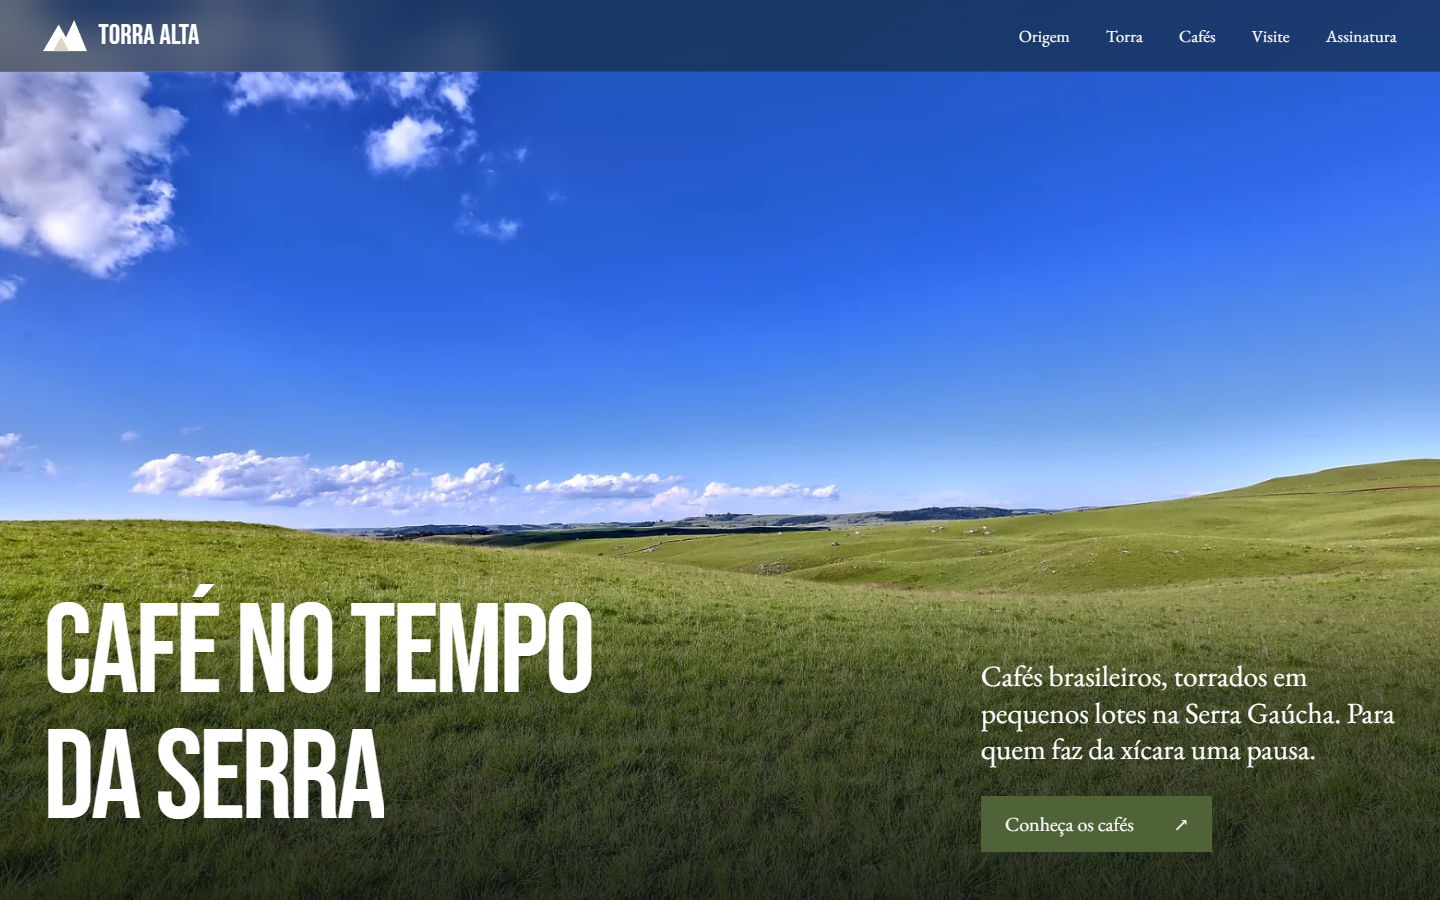 TORRA ALTA
Origem
Torra
Cafés
Visite
Assinatura
CAFÉ NO TEMPO
DA SERRA
Cafés brasileiros, torrados em
pequenos lotes na Serra Gaúcha. Para
quem faz da xícara uma pausa.
Conheça os cafés ↗